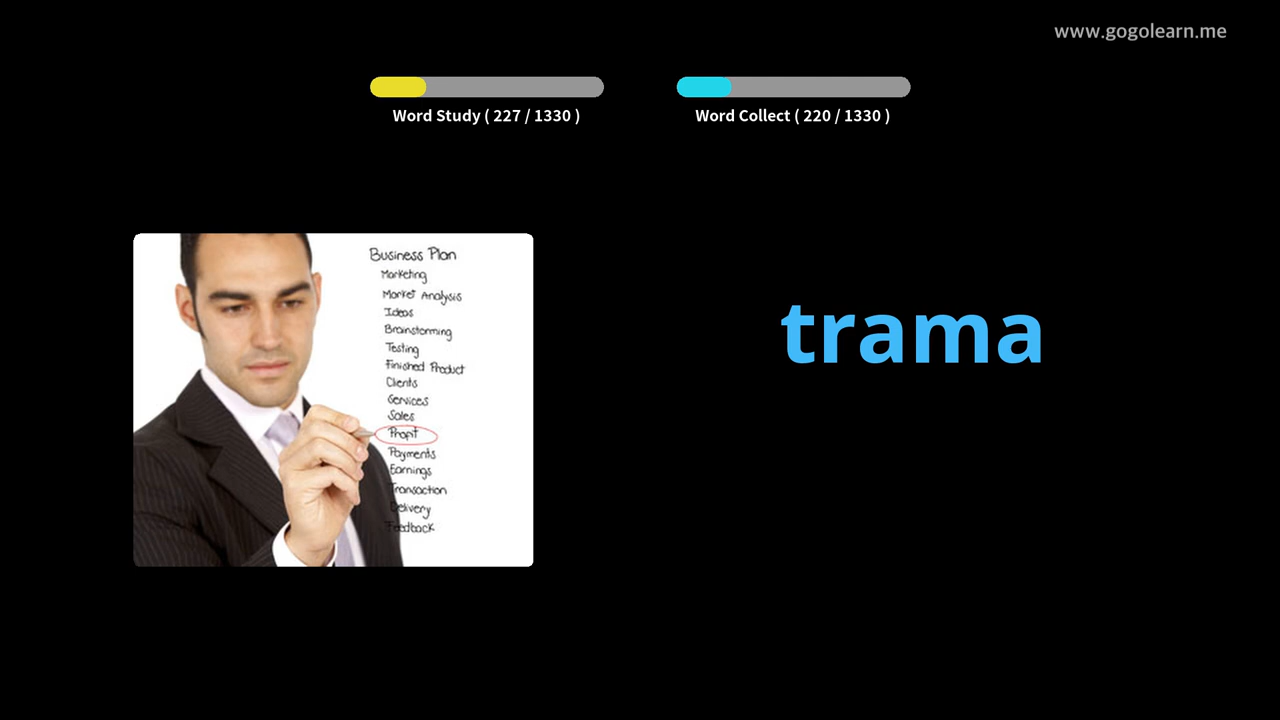 www.gogolearn.me
Word Study ( 227 / 1330 )
Word Collect ( 220 / 1330 )
Business Plan
Marketing
Market Analysis
Ideas
Brainstorming
Testing
Finished Product
Clients
Services
Sales
Profit
Payments
Earnings
Transaction
Delivery
Feedback
trama